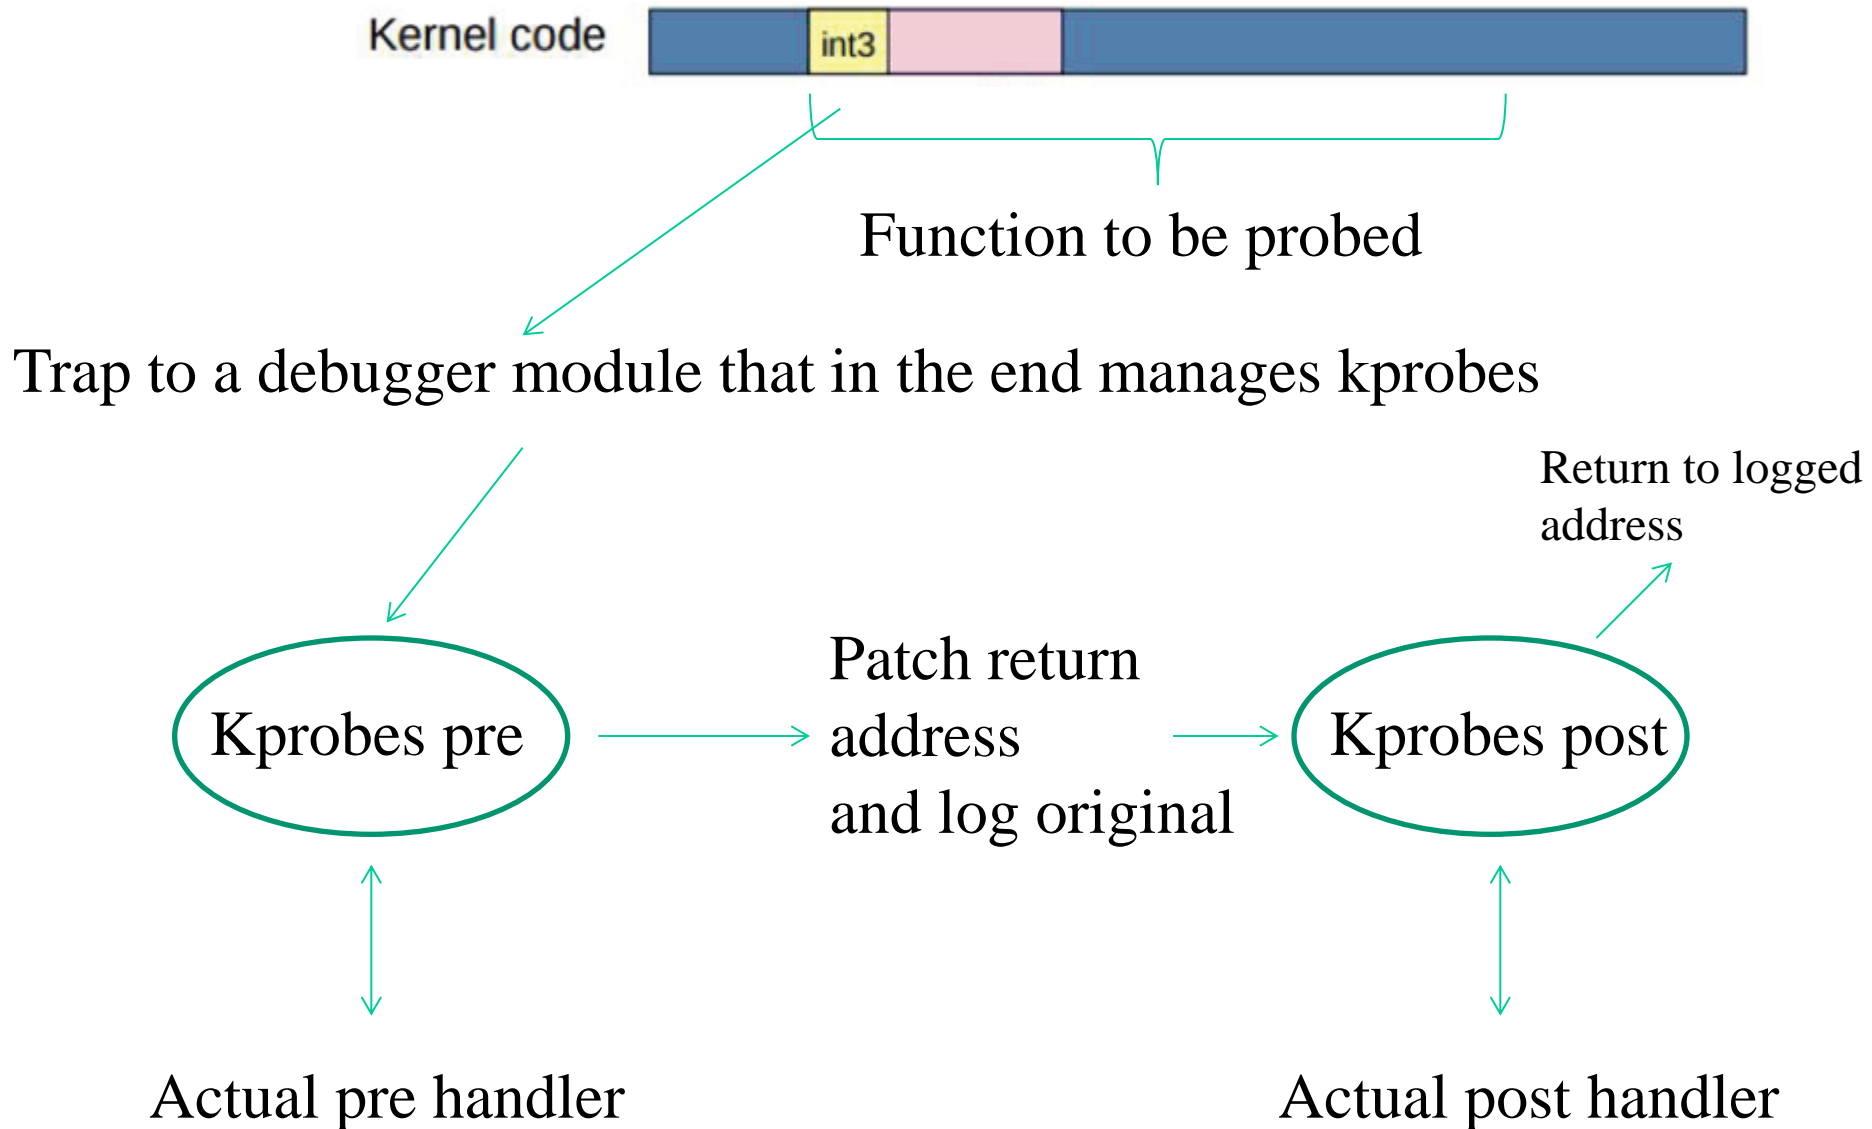 Kernel code
int3
Function to be probed
Trap to a debugger module that in the end manages kprobes
Return to logged
address
Kprobes pre
Patch return
address
and log original
Kprobes post
Actual pre handler
Actual post handler